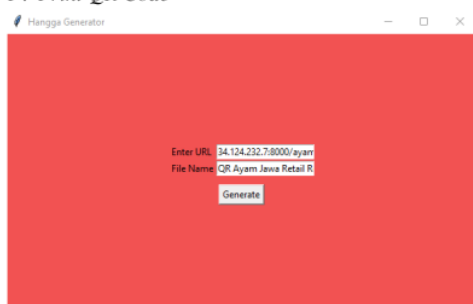 Hangga Generator
Enter URL 34.124.232.7:8000/ayam
File Name QR Ayam Jawa Retail R
Generate